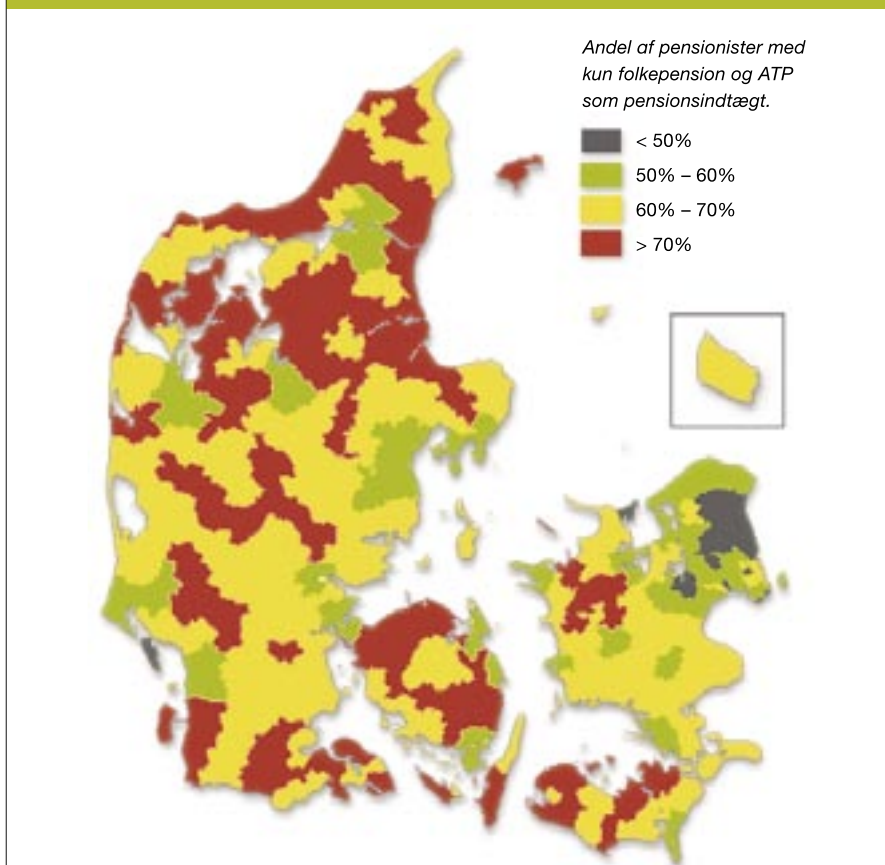 Andel af pensionister med
kun folkepension og ATP
som pensionsindtægt.
< 50%
50% – 60%
60% – 70%
> 70%